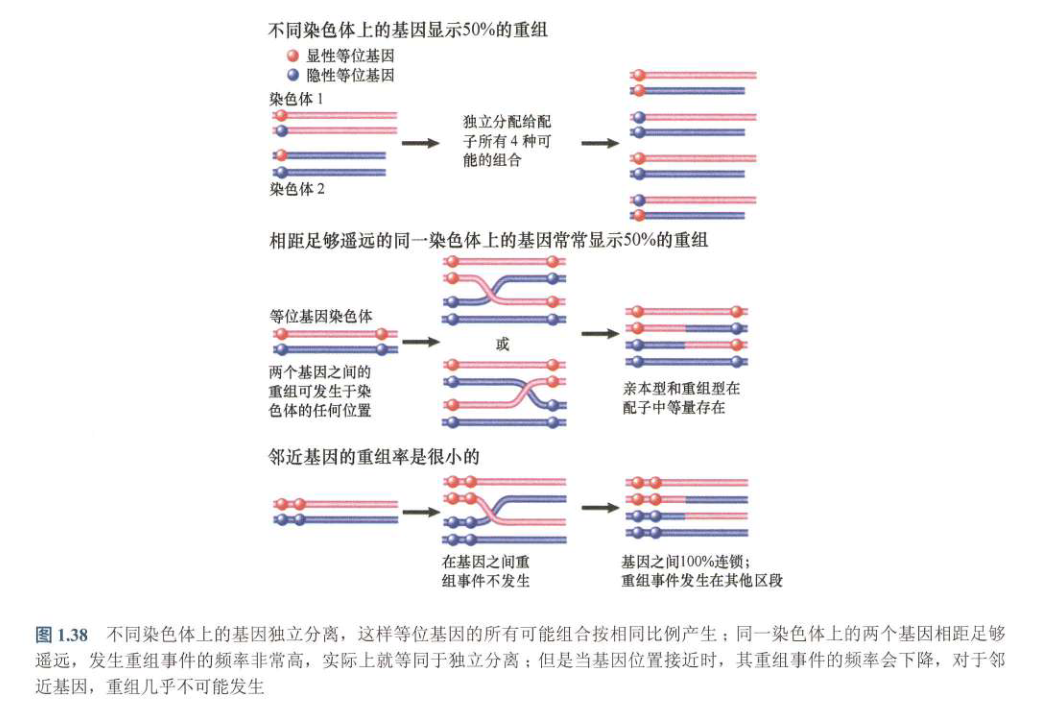 不同染色体上的基因显示50%的重组
显性等位基因
隐性等位基因
染色体 1
染色体 2
独立分配给配
子所有 4 种可
能的组合
相距足够遥远的同一染色体上的基因常常显示50%的重组
等位基因染色体
两个基因之间的
重组可发生于染
色体的任何位置
或
亲本型和重组型在
配子中等量存在
邻近基因的重组率是很小的
在基因之间重
组事件不发生
基因之间100%连锁；
重组事件发生在其他区段
图 1.38 不同染色体上的基因独立分离，这样等位基因的所有可能组合按相同比例产生；同一染色体上的两个基因相距足够
遥远，发生重组事件的频率非常高，实际上就等同于独立分离；但是当基因位置接近时，其重组事件的频率会下降，对于邻
近基因，重组几乎不可能发生